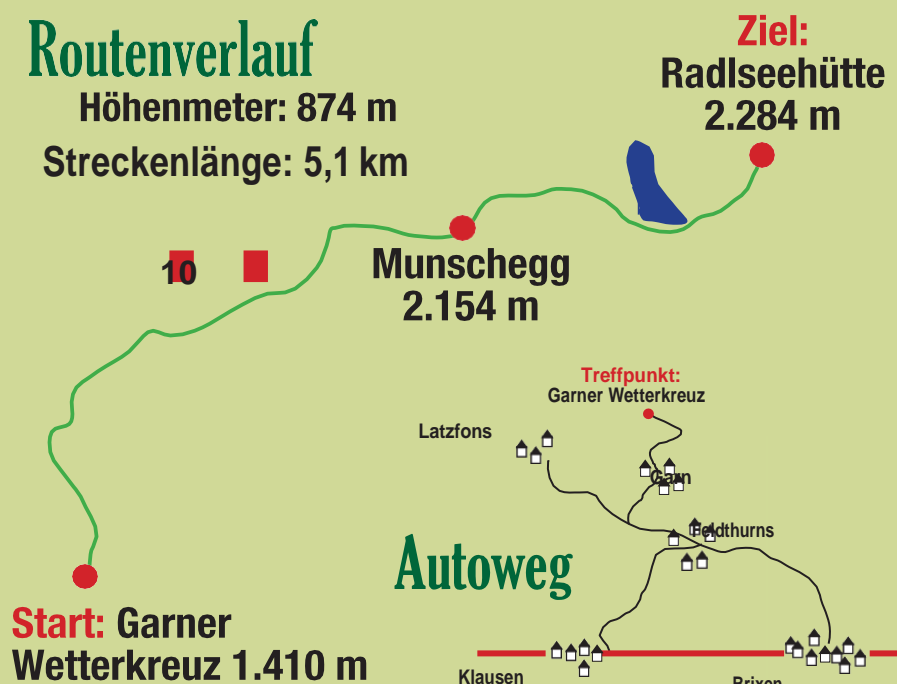 Routenverlauf
Höhenmeter: 874 m
Streckenlänge: 5,1 km
Ziel:
Radlseehütte
2.284 m
10
Munschegg
2.154 m
Start: Garner
Wetterkreuz 1.410 m
Treffpunkt:
Garner Wetterkreuz
Latzfons
Garn
Feldthurns
Autoweg
Klausen
Brixen